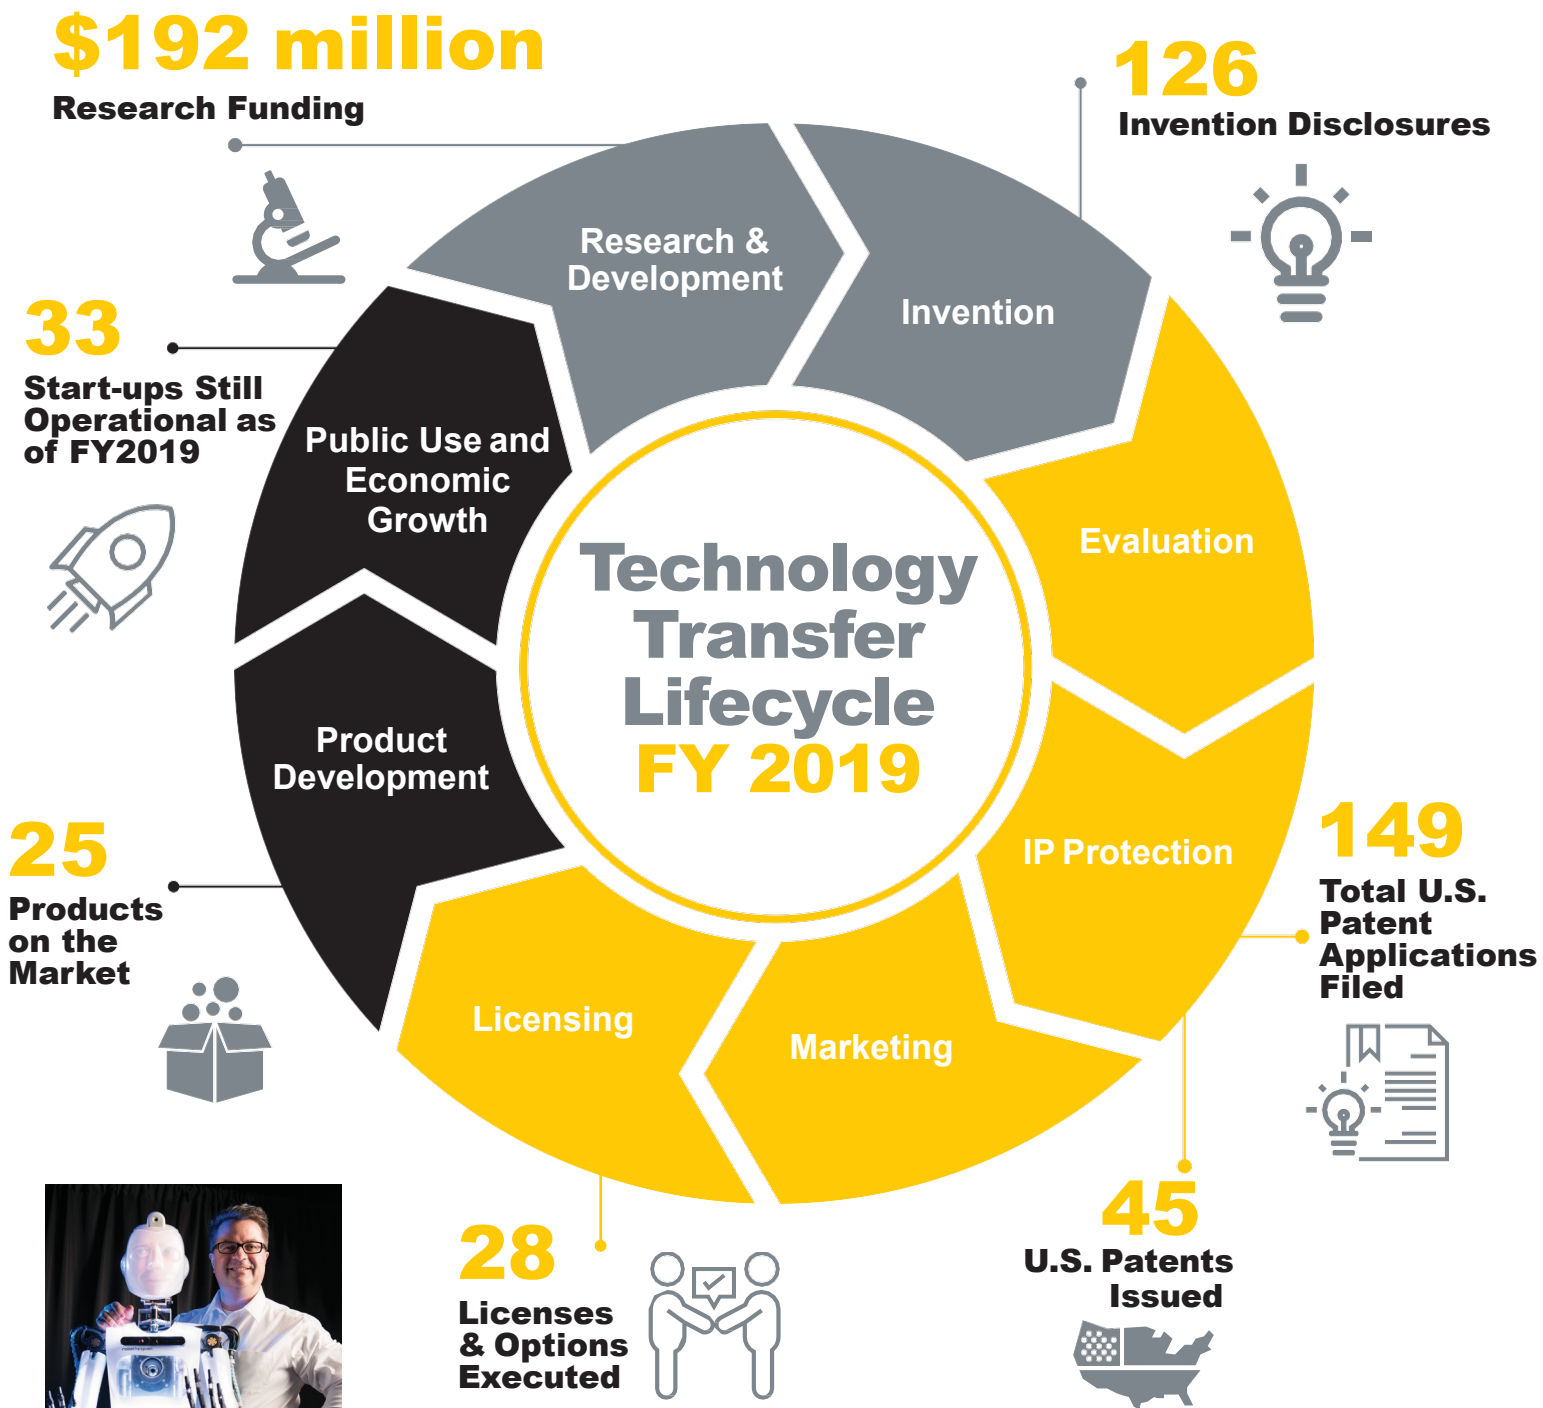 $192 million
Research Funding
126
Invention Disclosures
Research &
Development
Invention
33
Start-ups Still
Operational as
of FY2019
Public Use and
Economic
Growth
Evaluation
Technology
Transfer
Lifecycle
FY 2019
Product
Development
IP Protection
25
Products
on the
Market
149
Total U.S.
Patent
Applications
Filed
Licensing
Marketing
28
Licenses
& Options
Executed
45
U.S. Patents
Issued